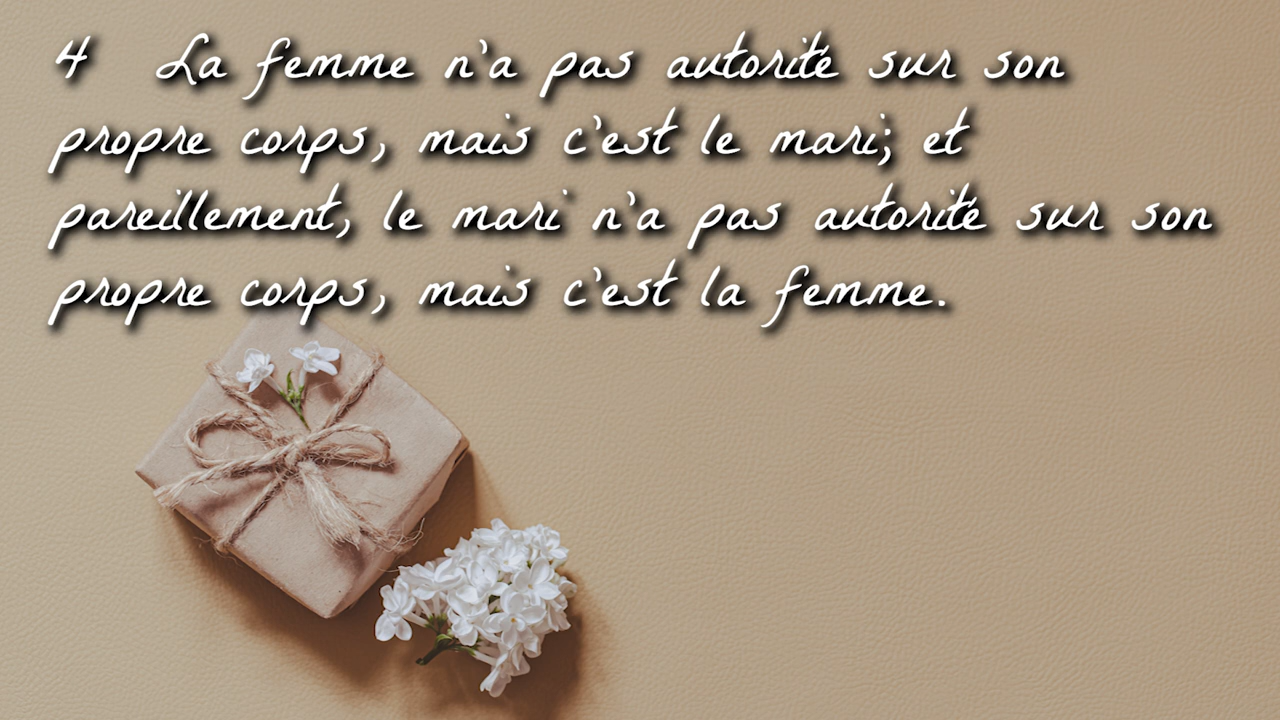 4 La femme n'a pas autorité sur son
propre corps, mais c'est le mari; et
pareillement, le mari n'a pas autorité sur son
propre corps, mais c'est la femme.